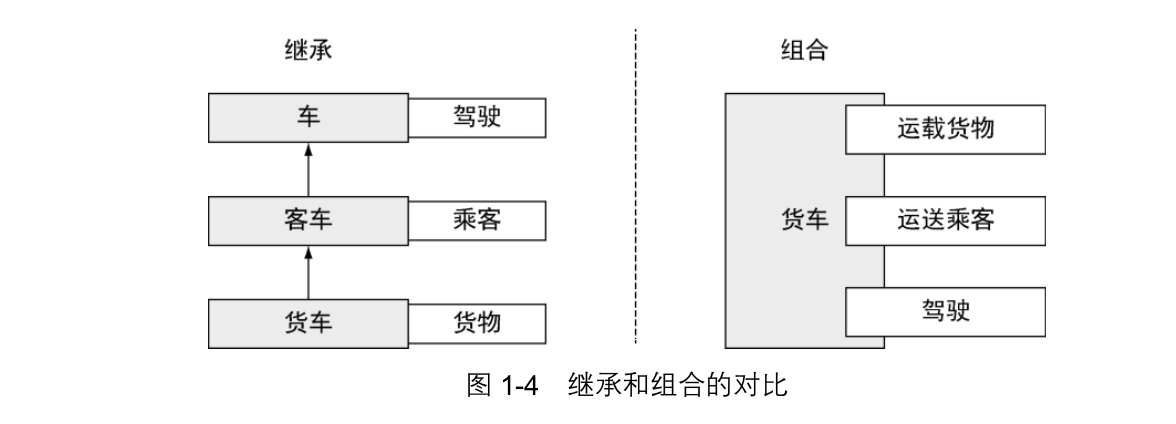 继承
组合
车
驾驶
客车
乘客
货车
货物
货车
运载货物
运送乘客
驾驶
图 1-4 继承和组合的对比